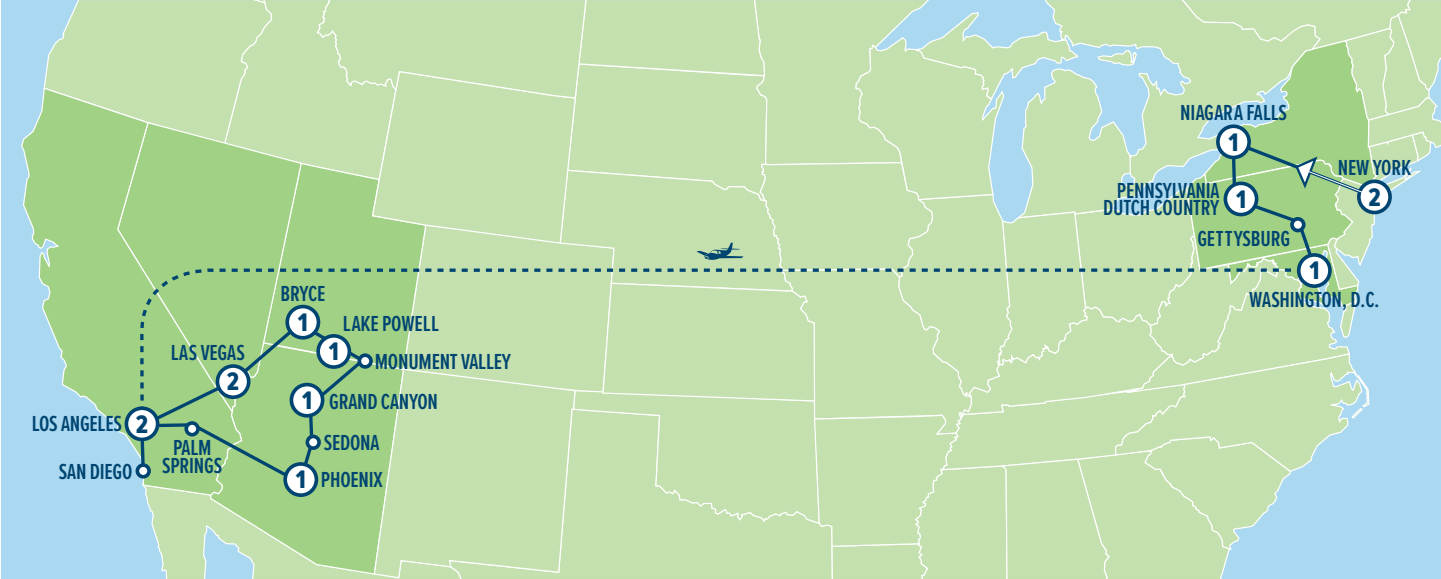 NIAGARA FALLS
1
NEW YORK
2
PENNSYLVANIA
DUTCH COUNTRY
1
GETTYSBURG
1
WASHINGTON, D.C.
BRYCE
1
LAKE POWELL
1
MONUMENT VALLEY
LAS VEGAS
2
1
GRAND CANYON
LOS ANGELES
2
PALM
SPRINGS
SEDONA
SAN DIEGO
1
PHOENIX